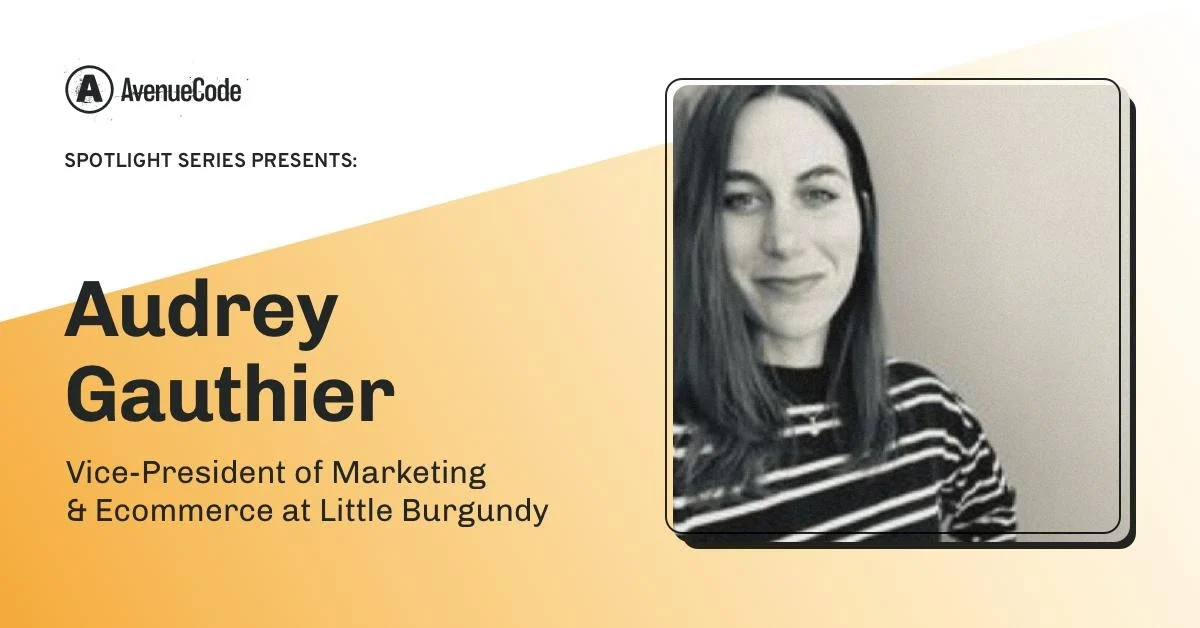 A AvenueCode
SPOTLIGHT SERIES PRESENTS:
Audrey
Gauthier
Vice-President of Marketing
& Ecommerce at Little Burgundy